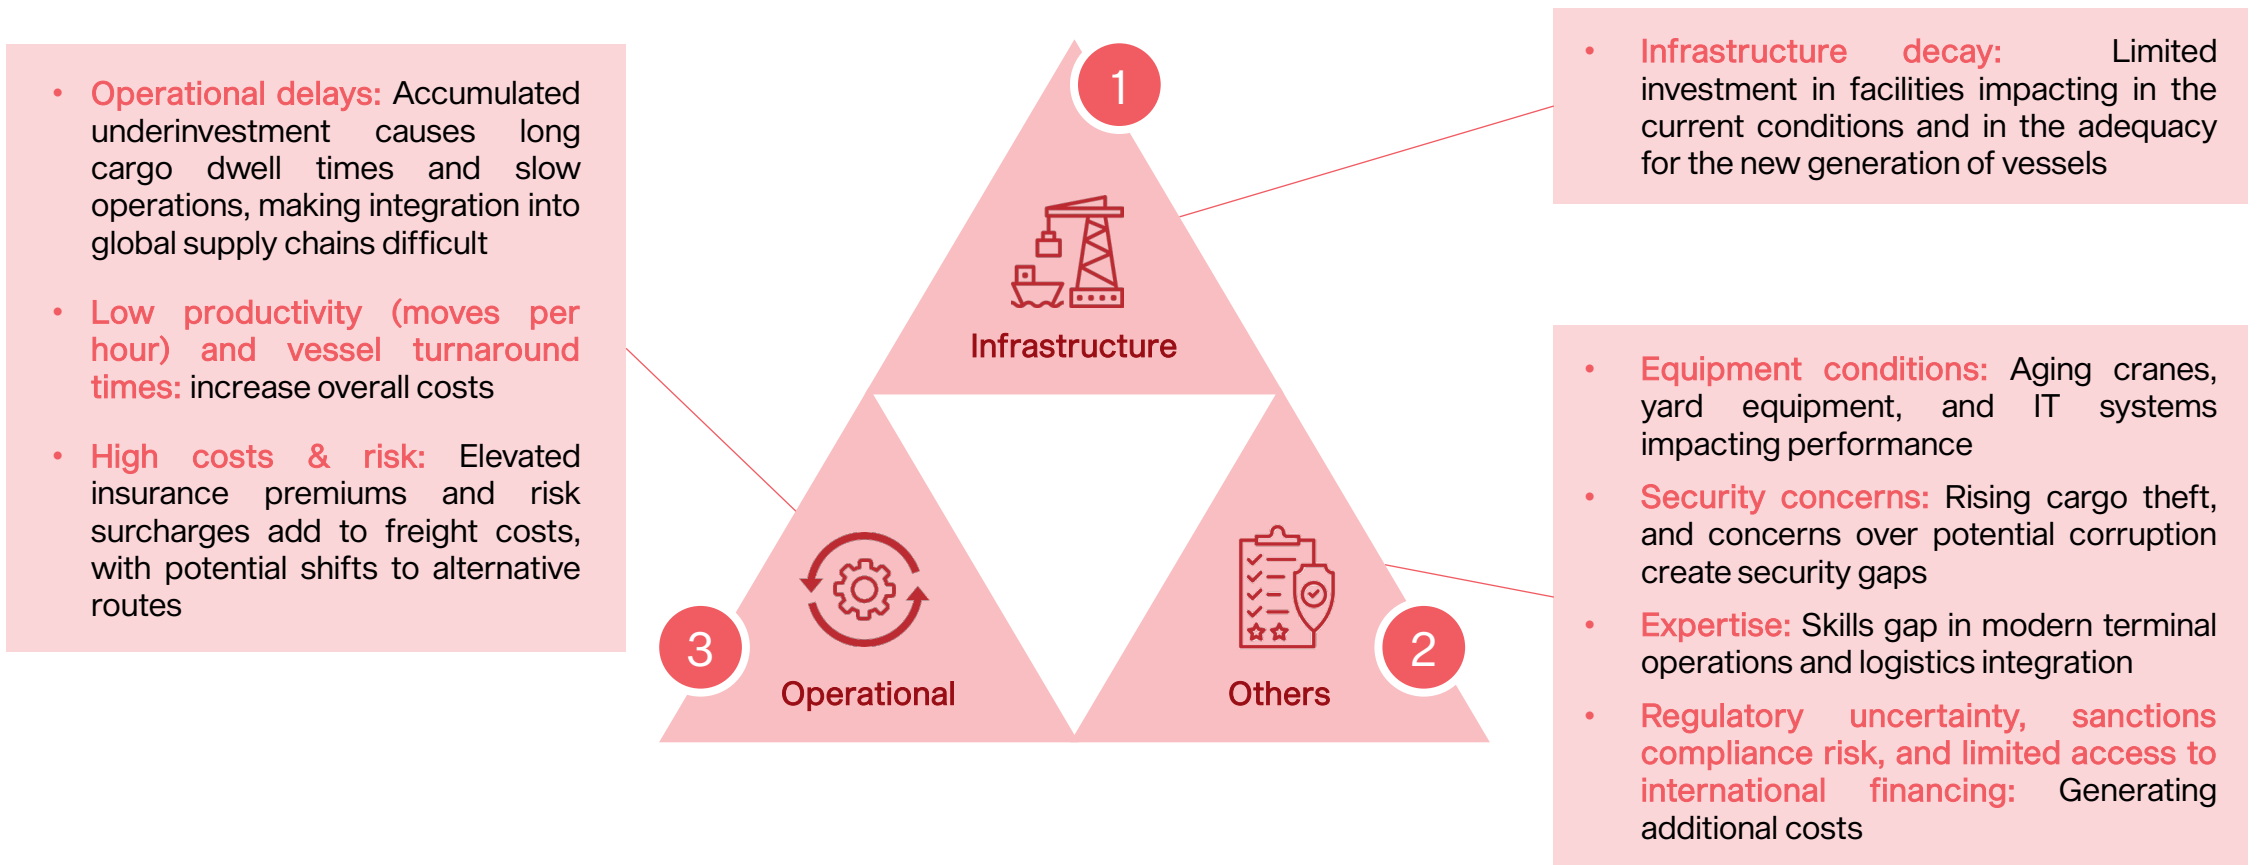 • Operational delays: Accumulated
underinvestment causes long
cargo dwell times and slow
operations, making integration into
global supply chains difficult
• Low productivity (moves per
hour) and vessel turnaround
times: increase overall costs
• High costs & risk: Elevated
insurance premiums and risk
surcharges add to freight costs,
with potential shifts to alternative
routes
1
Infrastructure
3
Operational
2
Others
• Infrastructure decay: Limited
investment in facilities impacting in the
current conditions and in the adequacy
for the new generation of vessels
• Equipment conditions: Aging cranes,
yard equipment, and IT systems
impacting performance
• Security concerns: Rising cargo theft,
and concerns over potential corruption
create security gaps
• Expertise: Skills gap in modern terminal
operations and logistics integration
• Regulatory uncertainty, sanctions
compliance risk, and limited access to
international financing: Generating
additional costs